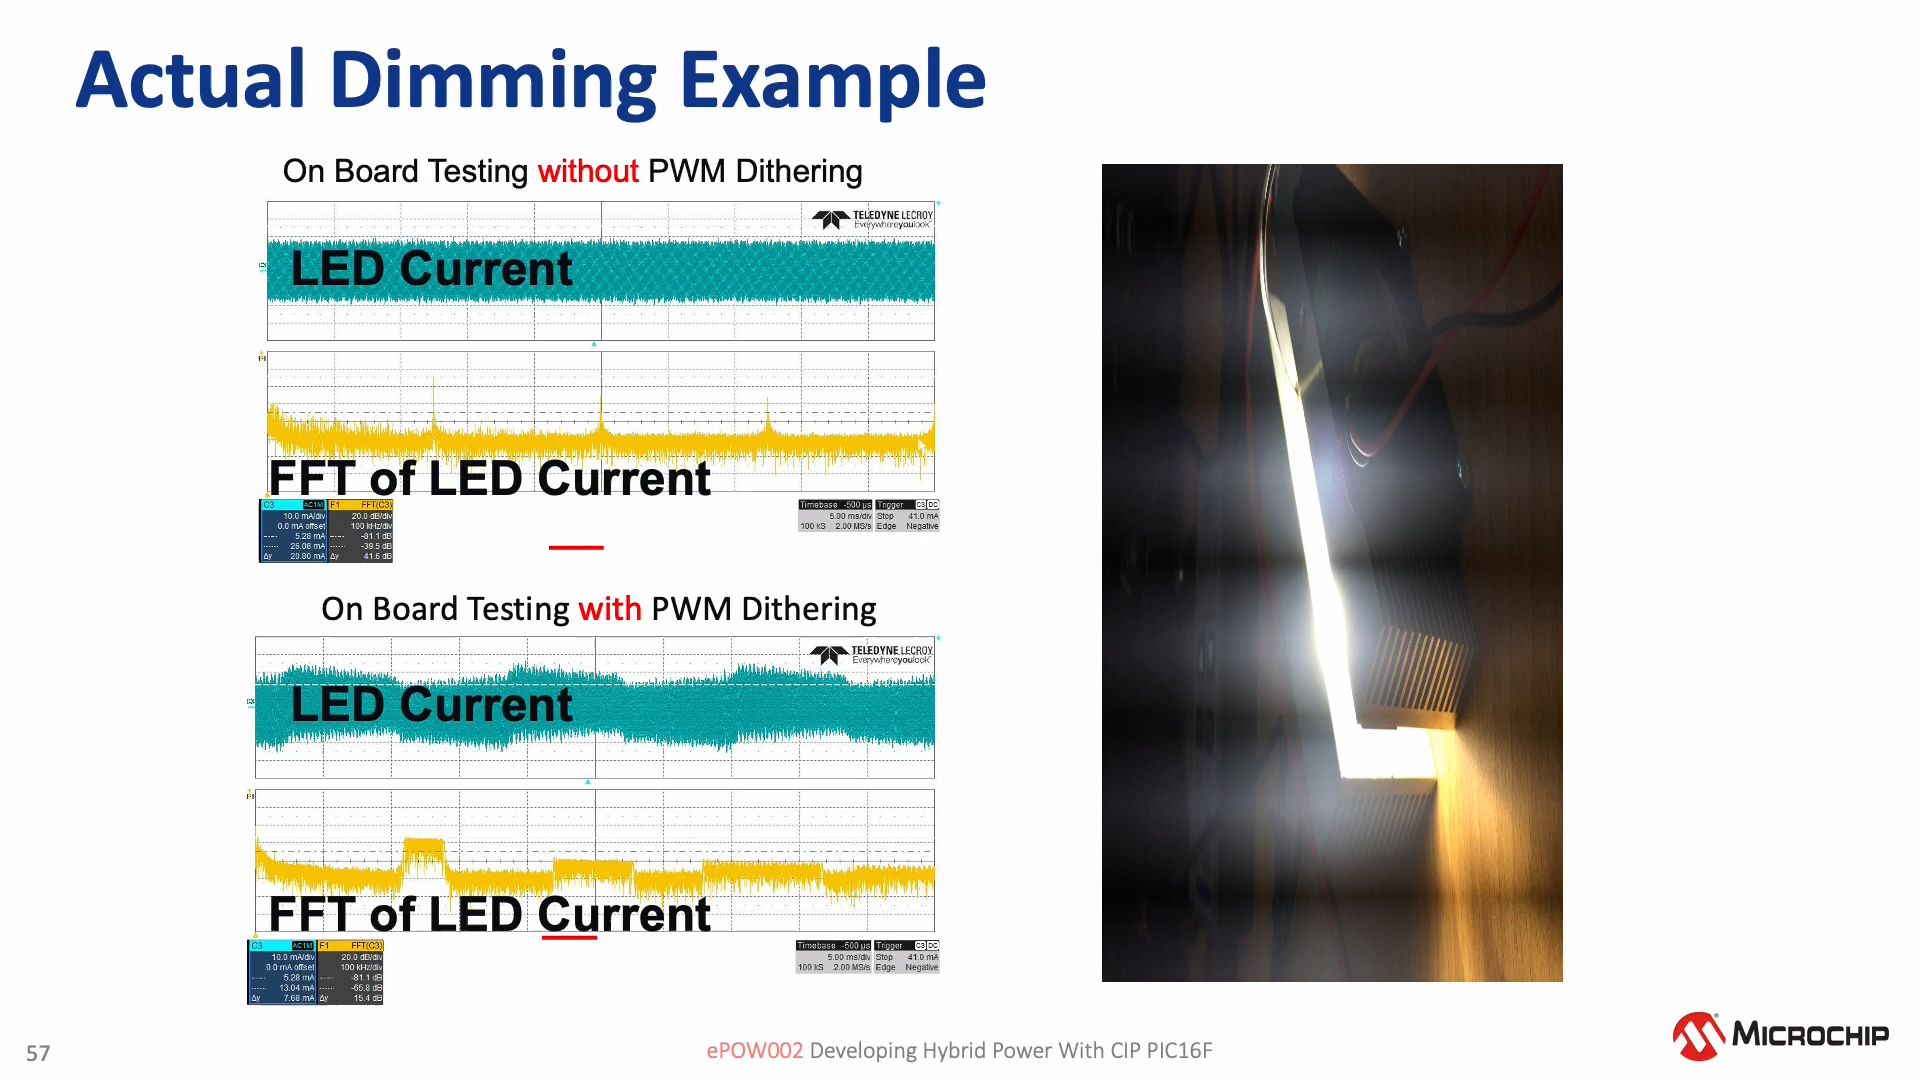 Actual Dimming Example
On Board Testing without PWM Dithering
TELEDYNE LECROY
Everywhereyoulook
LED Current
FFT of LED Current
C3 AC1M F1 FFT(C3)
10.0 mA/div 20.0 dB/div
0.0 mA offset 100 kHz/div
5.28 mA -81.1 dB
26.08 mA -39.5 dB
Δy 20.80 mA Δy 41.6 dB
Timebase -500 µs Trigger C3 DC
5.00 ms/div Stop 41.0 mA
100 kS 2.00 MS/s Edge Negative
On Board Testing with PWM Dithering
TELEDYNE LECROY
Everywhereyoulook
LED Current
FFT of LED Current
C3 AC1M F1 FFT(C3)
10.0 mA/div 20.0 dB/div
0.0 mA offset 100 kHz/div
5.28 mA -81.1 dB
13.04 mA -65.8 dB
Δy 7.68 mA Δy 15.4 dB
Timebase -500 µs Trigger C3 DC
5.00 ms/div Stop 41.0 mA
100 kS 2.00 MS/s Edge Negative
57
ePOW002 Developing Hybrid Power With CIP PIC16F
MICROCHIP